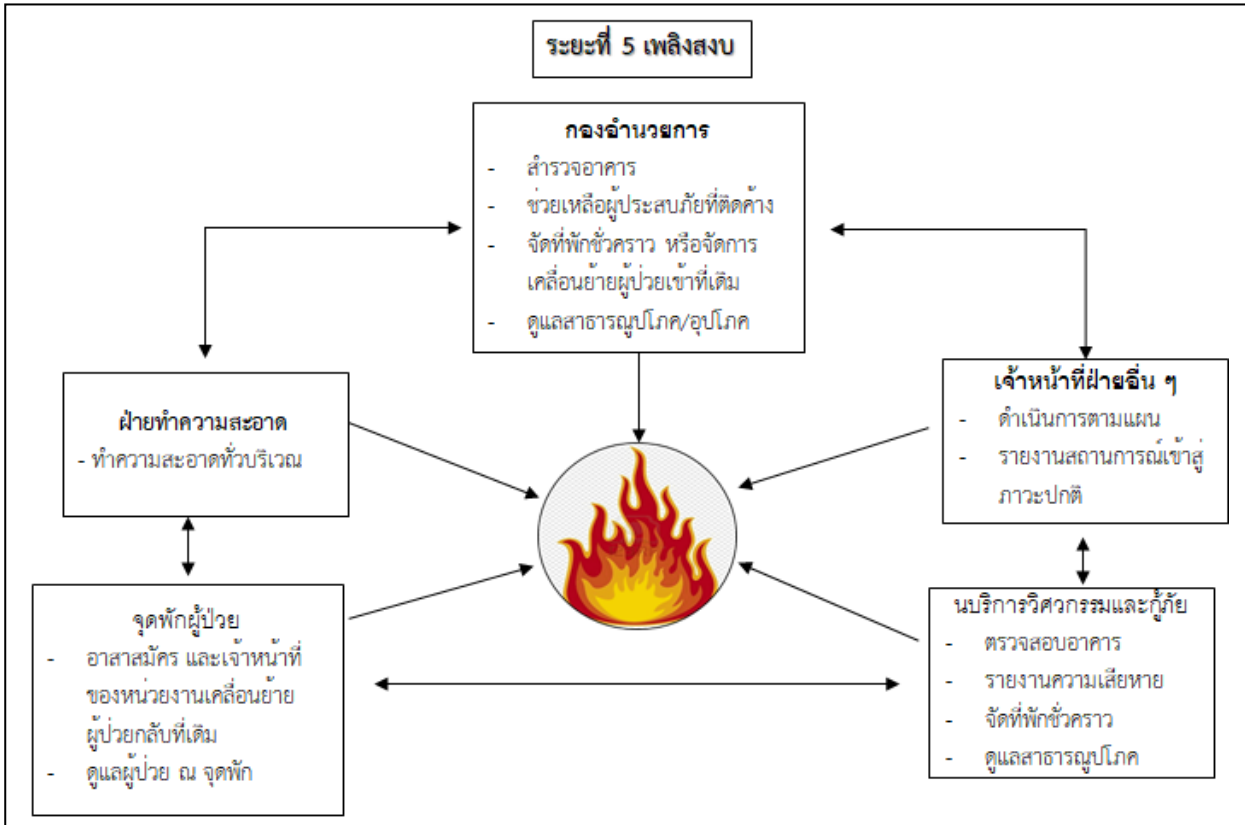 ระยะที่ 5 เพลิงสงบ
กองอำนวยการ
- สำรวจอาคาร
- ช่วยเหลือผู้ประสบภัยที่ติดค้าง
- จัดที่พักชั่วคราว หรือจัดการ
เคลื่อนย้ายผู้ป่วยเข้าที่เดิม
- ดูแลสาธารณูปโภค/อุปโภค
ฝ่ายทำความสะอาด
- ทำความสะอาดทั่วบริเวณ
เจ้าหน้าที่ฝ่ายอื่น ๆ
- ดำเนินการตามแผน
- รายงานสถานการณ์เข้าสู่
ภาวะปกติ
จุดพักผู้ป่วย
- อาสาสมัคร และเจ้าหน้าที่
ของหน่วยงานเคลื่อนย้าย
ผู้ป่วยกลับที่เดิม
- ดูแลผู้ป่วย ณ จุดพัก
นบริการวิศวกรรมและกู้ภัย
- ตรวจสอบอาคาร
- รายงานความเสียหาย
- จัดที่พักชั่วคราว
- ดูแลสาธารณูปโภค